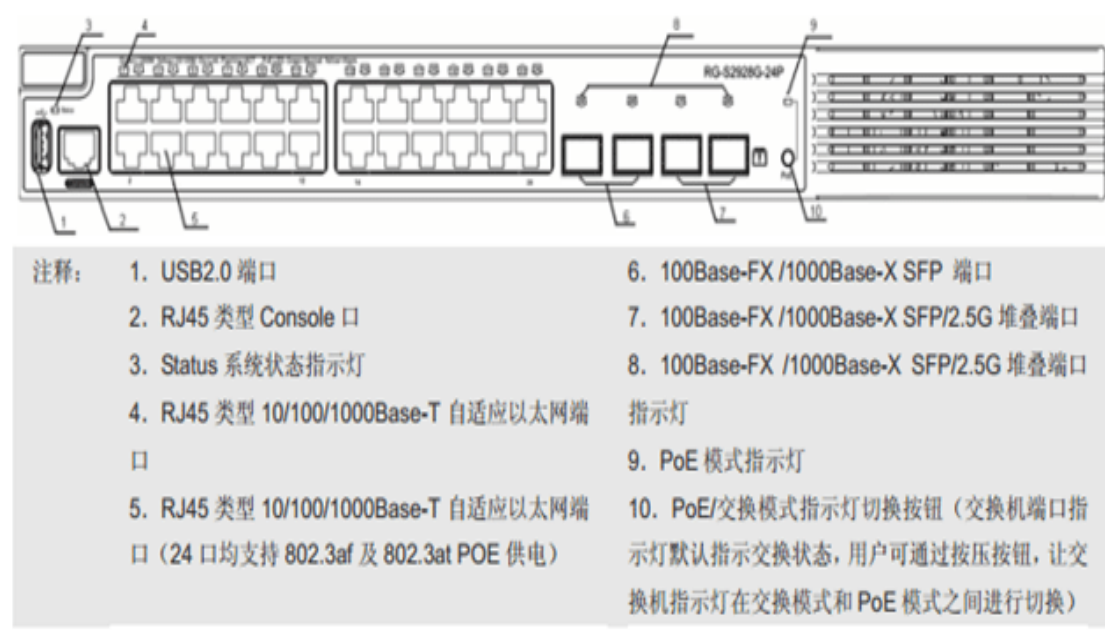 3
4
8
9
RG-S2928G-24P
1
2
5
6
7
10
注释：
1．USB2.0 端口
2．RJ45 类型 Console 口
3．Status 系统状态指示灯
4．RJ45 类型 10/100/1000Base-T 自适应以太网端
口
5．RJ45 类型 10/100/1000Base-T 自适应以太网端
口（24 口均支持 802.3af 及 802.3at POE 供电）
6．100Base-FX /1000Base-X SFP 端口
7．100Base-FX /1000Base-X SFP/2.5G 堆叠端口
8．100Base-FX /1000Base-X SFP/2.5G 堆叠端口
指示灯
9．PoE 模式指示灯
10．PoE/交换模式指示灯切换按钮（交换机端口指
示灯默认指示交换状态，用户可通过按压按钮，让交
换机指示灯在交换模式和 PoE 模式之间进行切换）